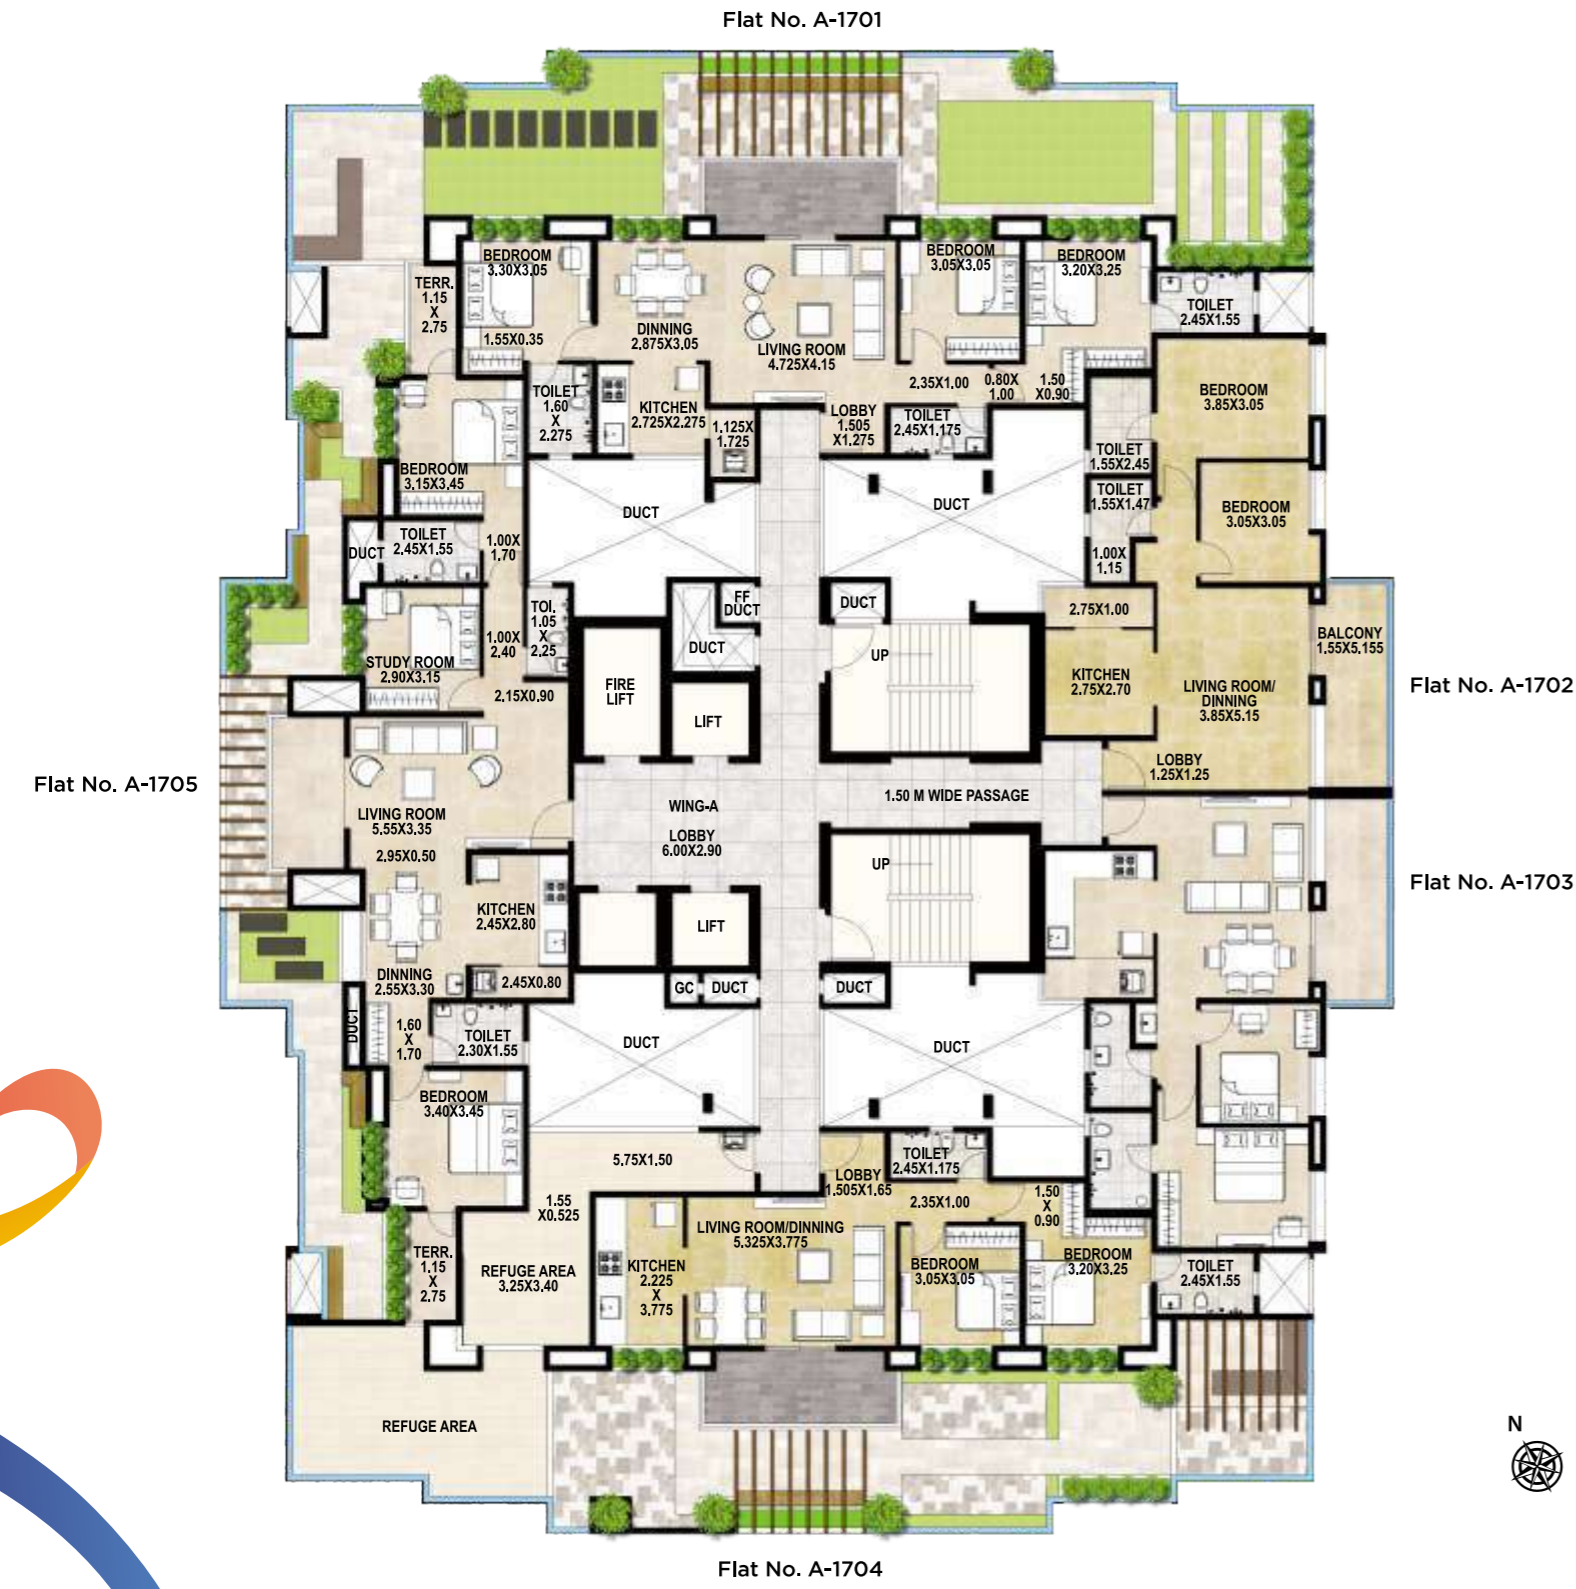 Flat No. A-1701
BEDROOM
3.30X3.05
TERR.
1.15
X
2.75
1.55X0.35
DINNING
2.875X3.05
LIVING ROOM
4.725X4.15
BEDROOM
3.05X3.05
BEDROOM
3.20X3.25
TOILET
2.45X1.55
TOILET
1.60
X
2.275
KITCHEN
2.725X2.275
1.125X
1.725
LOBBY
1.505
X1.275
2.35X1.00
0.80X
1.00
1.50
X0.90
TOILET
2.45X1.175
BEDROOM
3.85X3.05
TOILET
1.55X2.45
TOILET
1.55X1.47
BEDROOM
3.05X3.05
1.00X
1.15
BEDROOM
3.15X3.45
TOILET
2.45X1.55
DUCT
1.00X
1.70
DUCT
DUCT
FF
DUCT
DUCT
DUCT
TOI.
1.05
X
2.25
1.00X
2.40
STUDY ROOM
2.90X3.15
2.15X0.90
FIRE
LIFT
LIFT
UP
2.75X1.00
KITCHEN
2.75X2.70
LIVING ROOM/
DINNING
3.85X5.15
BALCONY
1.55X5.155
Flat No. A-1702
LOBBY
1.25X1.25
Flat No. A-1705
LIVING ROOM
5.55X3.35
2.95X0.50
WING-A
LOBBY
6.00X2.90
1.50 M WIDE PASSAGE
UP
Flat No. A-1703
KITCHEN
2.45X2.80
LIFT
DINNING
2.55X3.30
2.45X0.80
GC
DUCT
DUCT
DUCT
1.60
X
1.70
TOILET
2.30X1.55
DUCT
DUCT
BEDROOM
3.40X3.45
5.75X1.50
1.55
X0.525
TERR.
1.15
X
2.75
REFUGE AREA
3.25X3.40
KITCHEN
2.225
X
3.775
LIVING ROOM/DINNING
5.325X3.775
LOBBY
1.505X1.65
TOILET
2.45X1.175
2.35X1.00
1.50
X
0.90
BEDROOM
3.05X3.05
BEDROOM
3.20X3.25
TOILET
2.45X1.55
REFUGE AREA
N
Flat No. A-1704